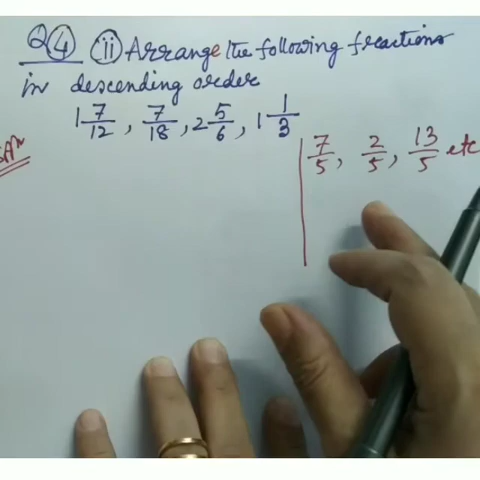 Q④ (ii) Arrange the following fractions
in descending order
1 7/12, 7/18, 2 5/6, 1 1/3
7/5, 2/5, 13/5 etc